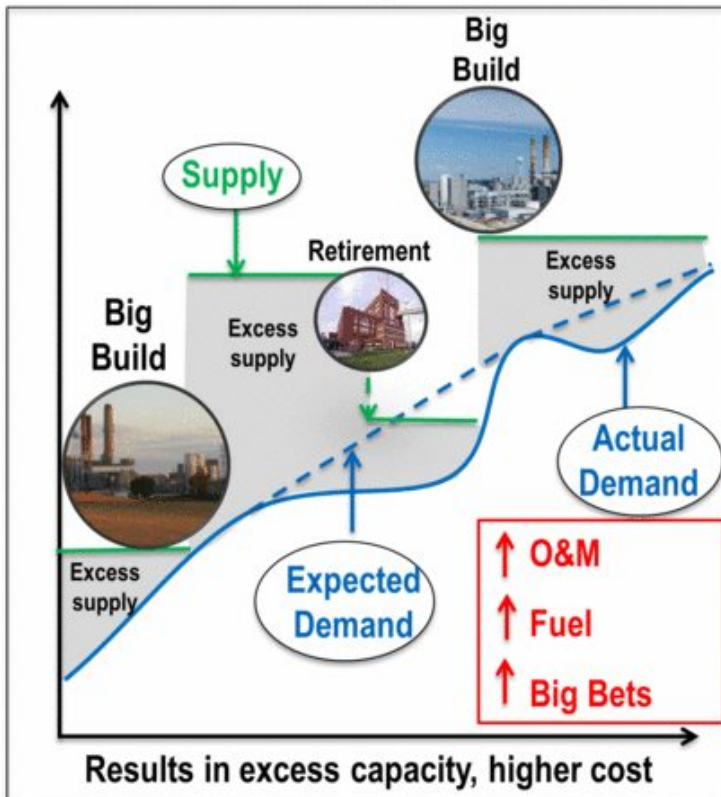 Big
Build
Supply
Retirement
Excess
supply
Big
Build
Excess
supply
Actual
Demand
Excess
supply
Expected
Demand
↑ O&M
↑ Fuel
↑ Big Bets
Results in excess capacity, higher cost